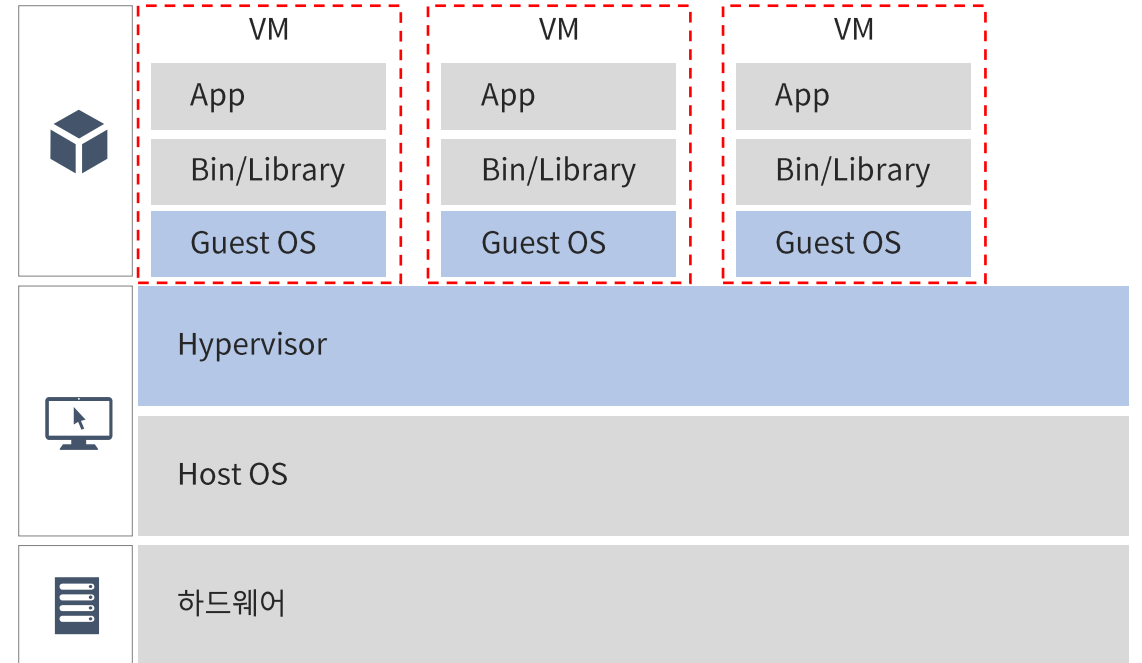 VM VM VM
App App App
Bin/Library Bin/Library Bin/Library
Guest OS Guest OS Guest OS
Hypervisor
Host OS
하드웨어